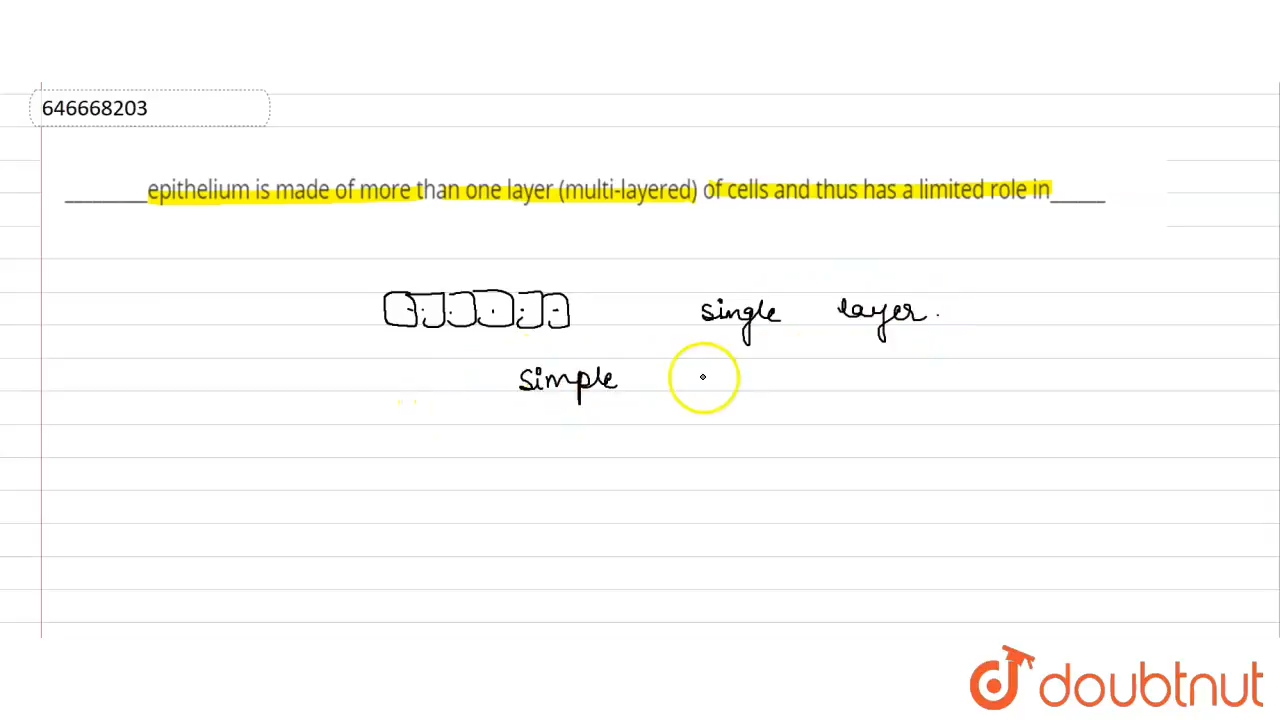 646668203
________epithelium is made of more than one layer (multi-layered) of cells and thus has a limited role in_____
single layer.
simple
doubtnut